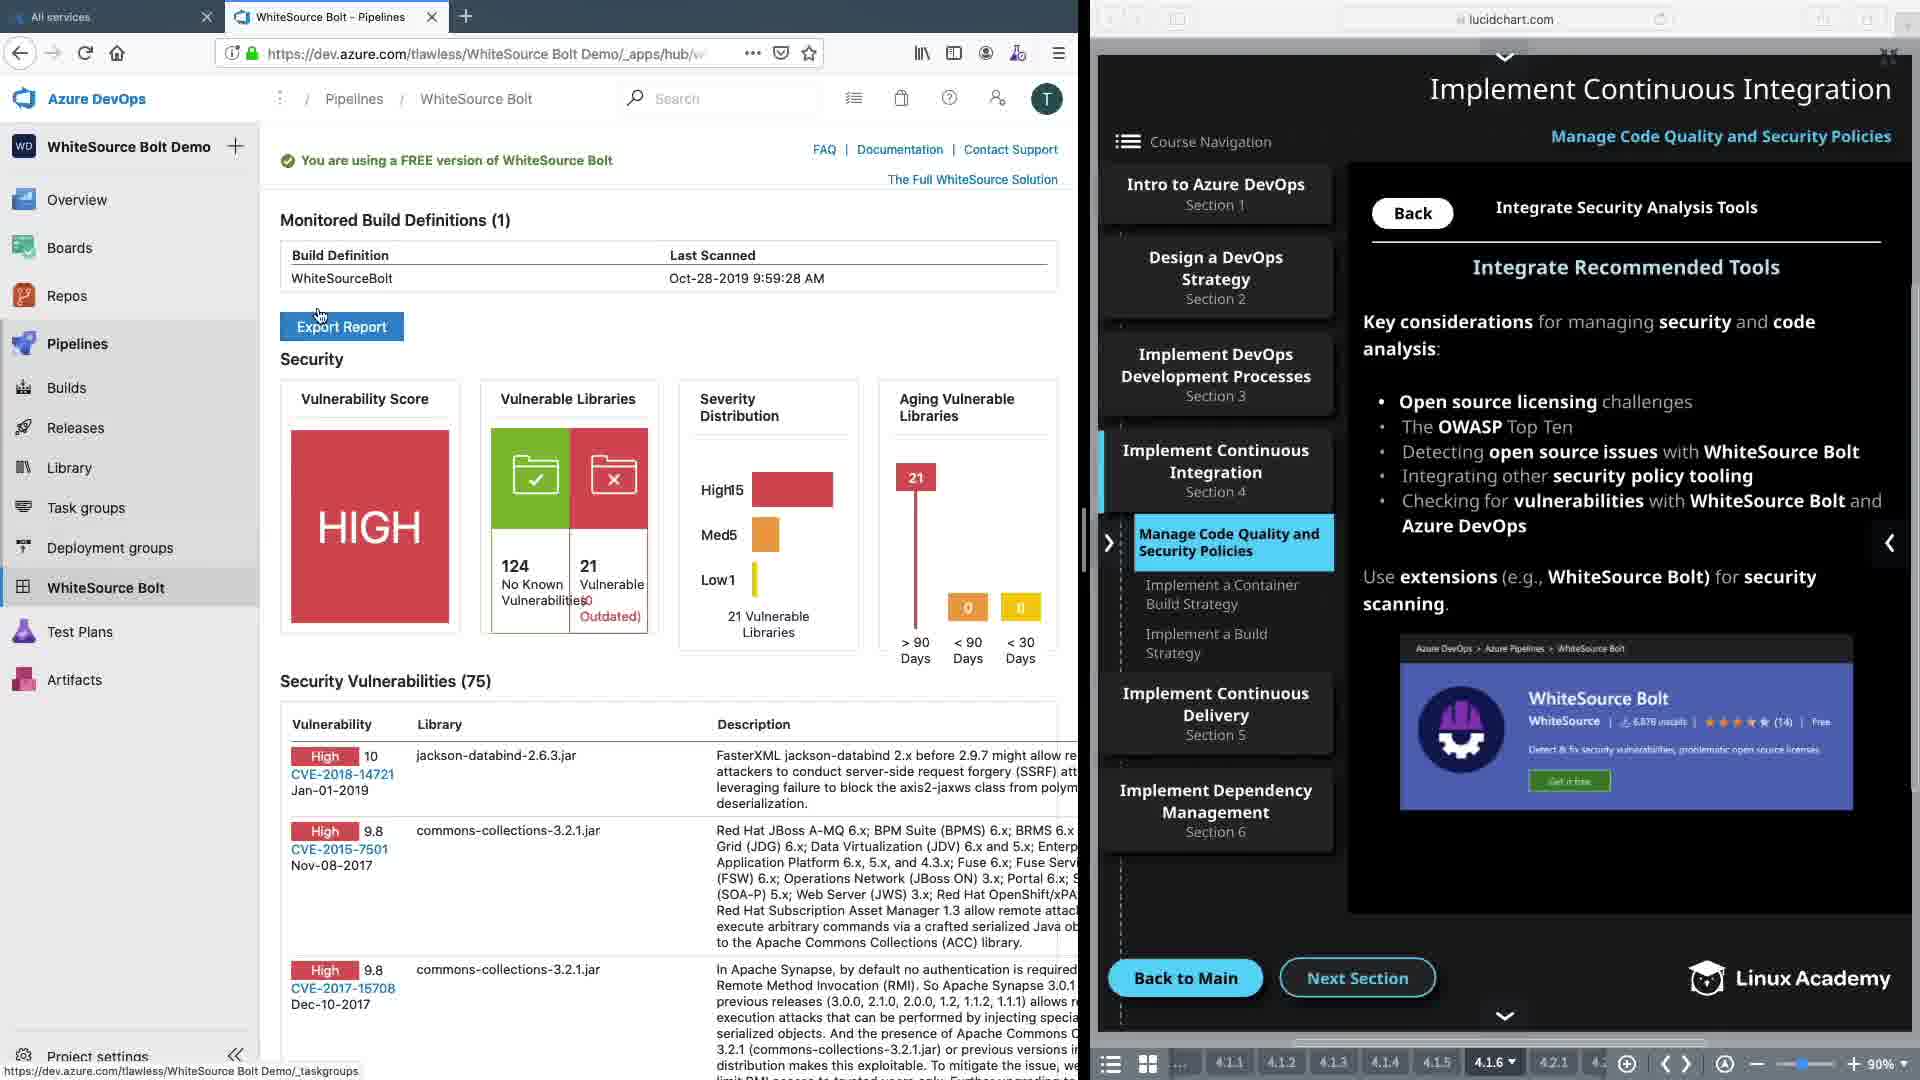 All services
WhiteSource Bolt - Pipelines
https://dev.azure.com/tlawless/WhiteSource Bolt Demo/_apps/hub/w
lucidchart.com
Azure DevOps
/ Pipelines / WhiteSource Bolt
Search
T
WD
WhiteSource Bolt Demo
Overview
Boards
Repos
Pipelines
Builds
Releases
Library
Task groups
Deployment groups
WhiteSource Bolt
Test Plans
Artifacts
Project settings
https://dev.azure.com/tlawless/WhiteSource Bolt Demo/_taskgroups
You are using a FREE version of WhiteSource Bolt
FAQ | Documentation | Contact Support
The Full WhiteSource Solution
Monitored Build Definitions (1)
Build Definition Last Scanned
WhiteSourceBolt Oct-28-2019 9:59:28 AM
Export Report
Security
Vulnerability Score
HIGH
Vulnerable Libraries
124
No Known
Vulnerabilities
21
Vulnerable
(0
Outdated)
Severity
Distribution
High15
Med5
Low1
21 Vulnerable
Libraries
Aging Vulnerable
Libraries
21
0
0
> 90
Days
< 90
Days
< 30
Days
Security Vulnerabilities (75)
Vulnerability Library Description
High 10
CVE-2018-14721
Jan-01-2019
jackson-databind-2.6.3.jar
FasterXML jackson-databind 2.x before 2.9.7 might allow re
attackers to conduct server-side request forgery (SSRF) att
leveraging failure to block the axis2-jaxws class from polym
deserialization.
High 9.8
CVE-2015-7501
Nov-08-2017
commons-collections-3.2.1.jar
Red Hat JBoss A-MQ 6.x; BPM Suite (BPMS) 6.x; BRMS 6.x
Grid (JDG) 6.x; Data Virtualization (JDV) 6.x and 5.x; Enterp
Application Platform 6.x, 5.x, and 4.3.x; Fuse 6.x; Fuse Servi
(FSW) 6.x; Operations Network (JBoss ON) 3.x; Portal 6.x; S
(SOA-P) 5.x; Web Server (JWS) 3.x; Red Hat OpenShift/xPA
Red Hat Subscription Asset Manager 1.3 allow remote attac
execute arbitrary commands via a crafted serialized Java ob
to the Apache Commons Collections (ACC) library.
High 9.8
CVE-2017-15708
Dec-10-2017
commons-collections-3.2.1.jar
In Apache Synapse, by default no authentication is required
Remote Method Invocation (RMI). So Apache Synapse 3.0.1
previous releases (3.0.0, 2.1.0, 2.0.0, 1.2, 1.1.2, 1.1.1) allows r
execution attacks that can be performed by injecting specia
serialized objects. And the presence of Apache Commons C
3.2.1 (commons-collections-3.2.1.jar) or previous versions i
distribution makes this exploitable. To mitigate the issue, we
Implement Continuous Integration
Manage Code Quality and Security Policies
Course Navigation
Intro to Azure DevOps
Section 1
Design a DevOps
Strategy
Section 2
Implement DevOps
Development Processes
Section 3
Implement Continuous
Integration
Section 4
Manage Code Quality and
Security Policies
Implement a Container
Build Strategy
Implement a Build
Strategy
Implement Continuous
Delivery
Section 5
Implement Dependency
Management
Section 6
Back
Integrate Security Analysis Tools
Integrate Recommended Tools
Key considerations for managing security and code
analysis:
• Open source licensing challenges
• The OWASP Top Ten
• Detecting open source issues with WhiteSource Bolt
• Integrating other security policy tooling
• Checking for vulnerabilities with WhiteSource Bolt and
Azure DevOps
Use extensions (e.g., WhiteSource Bolt) for security
scanning.
Azure DevOps > Azure Pipelines > WhiteSource Bolt
WhiteSource Bolt
WhiteSource | 6,878 installs | (14) | Free
Detect & fix security vulnerabilities, problematic open source licenses.
Get it free
Back to Main
Next Section
Linux Academy
4.1.1 4.1.2 4.1.3 4.1.4 4.1.5 4.1.6 4.2.1
90%